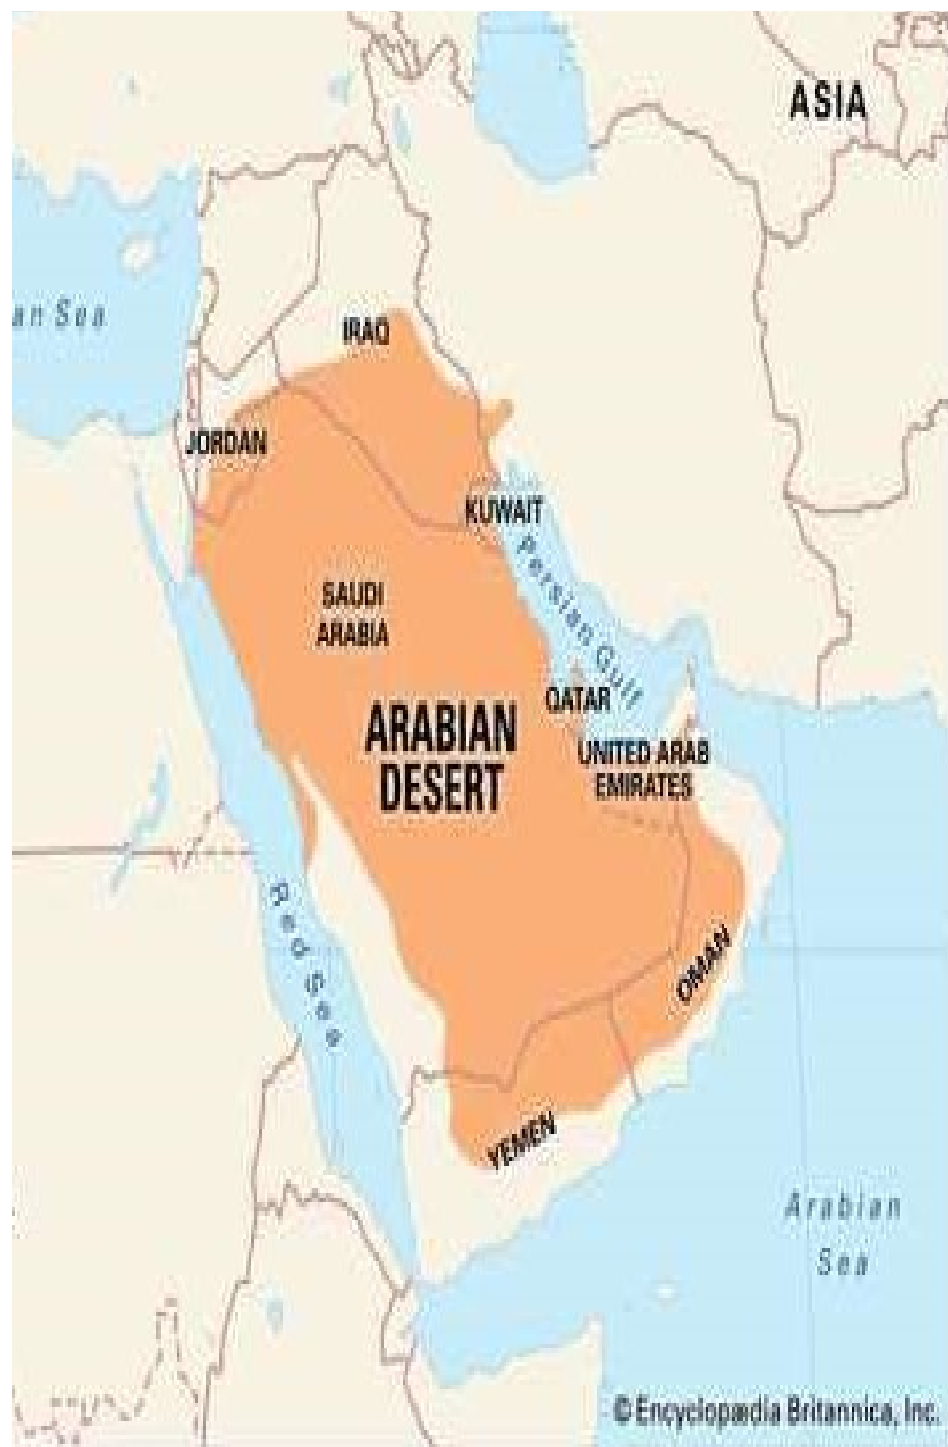 ASIA
an Sea
IRAQ
JORDAN
KUWAIT
Persian Gulf
SAUDI
ARABIA
QATAR
ARABIAN
DESERT
UNITED ARAB
EMIRATES
Red Sea
OMAN
YEMEN
Arabian
Sea
© Encyclopædia Britannica, Inc.